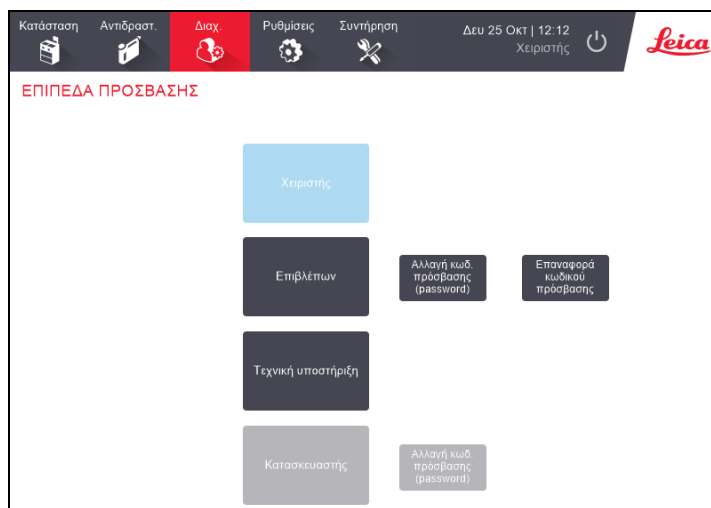 Κατάσταση Αντιδραστ. Διαχ. Ρυθμίσεις Συντήρηση
Δευ 25 Οκτ | 12:12
Χειριστής
Leica
ΕΠΙΠΕΔΑ ΠΡΟΣΒΑΣΗΣ
Χειριστής
Επιβλέπων
Αλλαγή κωδ.
πρόσβασης
(password)
Επαναφορά
κωδικού
πρόσβασης
Τεχνική υποστήριξη
Κατασκευαστής
Αλλαγή κωδ.
πρόσβασης
(password)